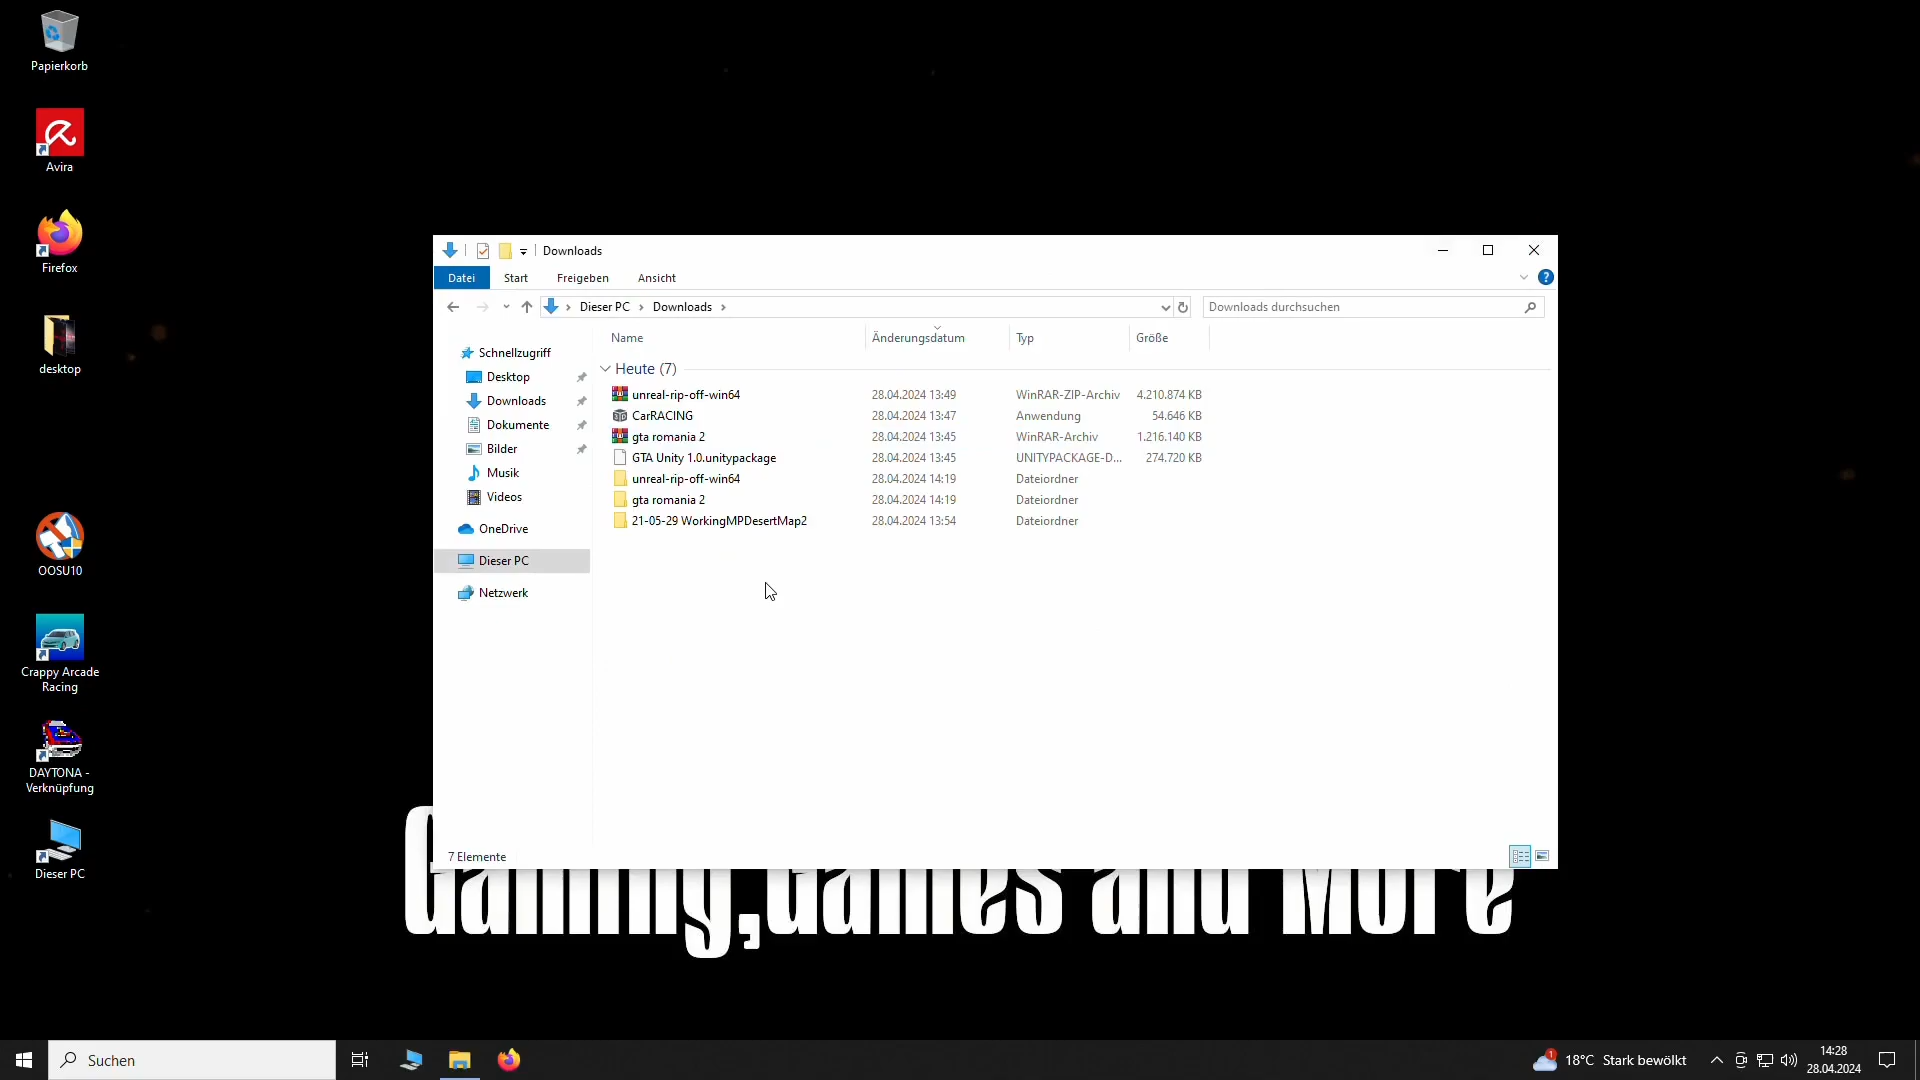 Papierkorb
Avira
Firefox
desktop
OOSU10
Crappy Arcade
Racing
DAYTONA -
Verknüpfung
Dieser PC
Downloads
Datei Start Freigeben Ansicht
Dieser PC Downloads
Downloads durchsuchen
Schnellzugriff
Desktop
Downloads
Dokumente
Bilder
Musik
Videos
OneDrive
Dieser PC
Netzwerk
Name Änderungsdatum Typ Größe
Heute (7)
unreal-rip-off-win64 28.04.2024 13:49 WinRAR-ZIP-Archiv 4.210.874 KB
CarRACING 28.04.2024 13:47 Anwendung 54.646 KB
gta romania 2 28.04.2024 13:45 WinRAR-Archiv 1.216.140 KB
GTA Unity 1.0.unitypackage 28.04.2024 13:45 UNITYPACKAGE-D... 274.720 KB
unreal-rip-off-win64 28.04.2024 14:19 Dateiordner
gta romania 2 28.04.2024 14:19 Dateiordner
21-05-29 WorkingMPDesertMap2 28.04.2024 13:54 Dateiordner
7 Elemente
Gaming,Games and More
Suchen
1
18°C Stark bewölkt
14:28
28.04.2024